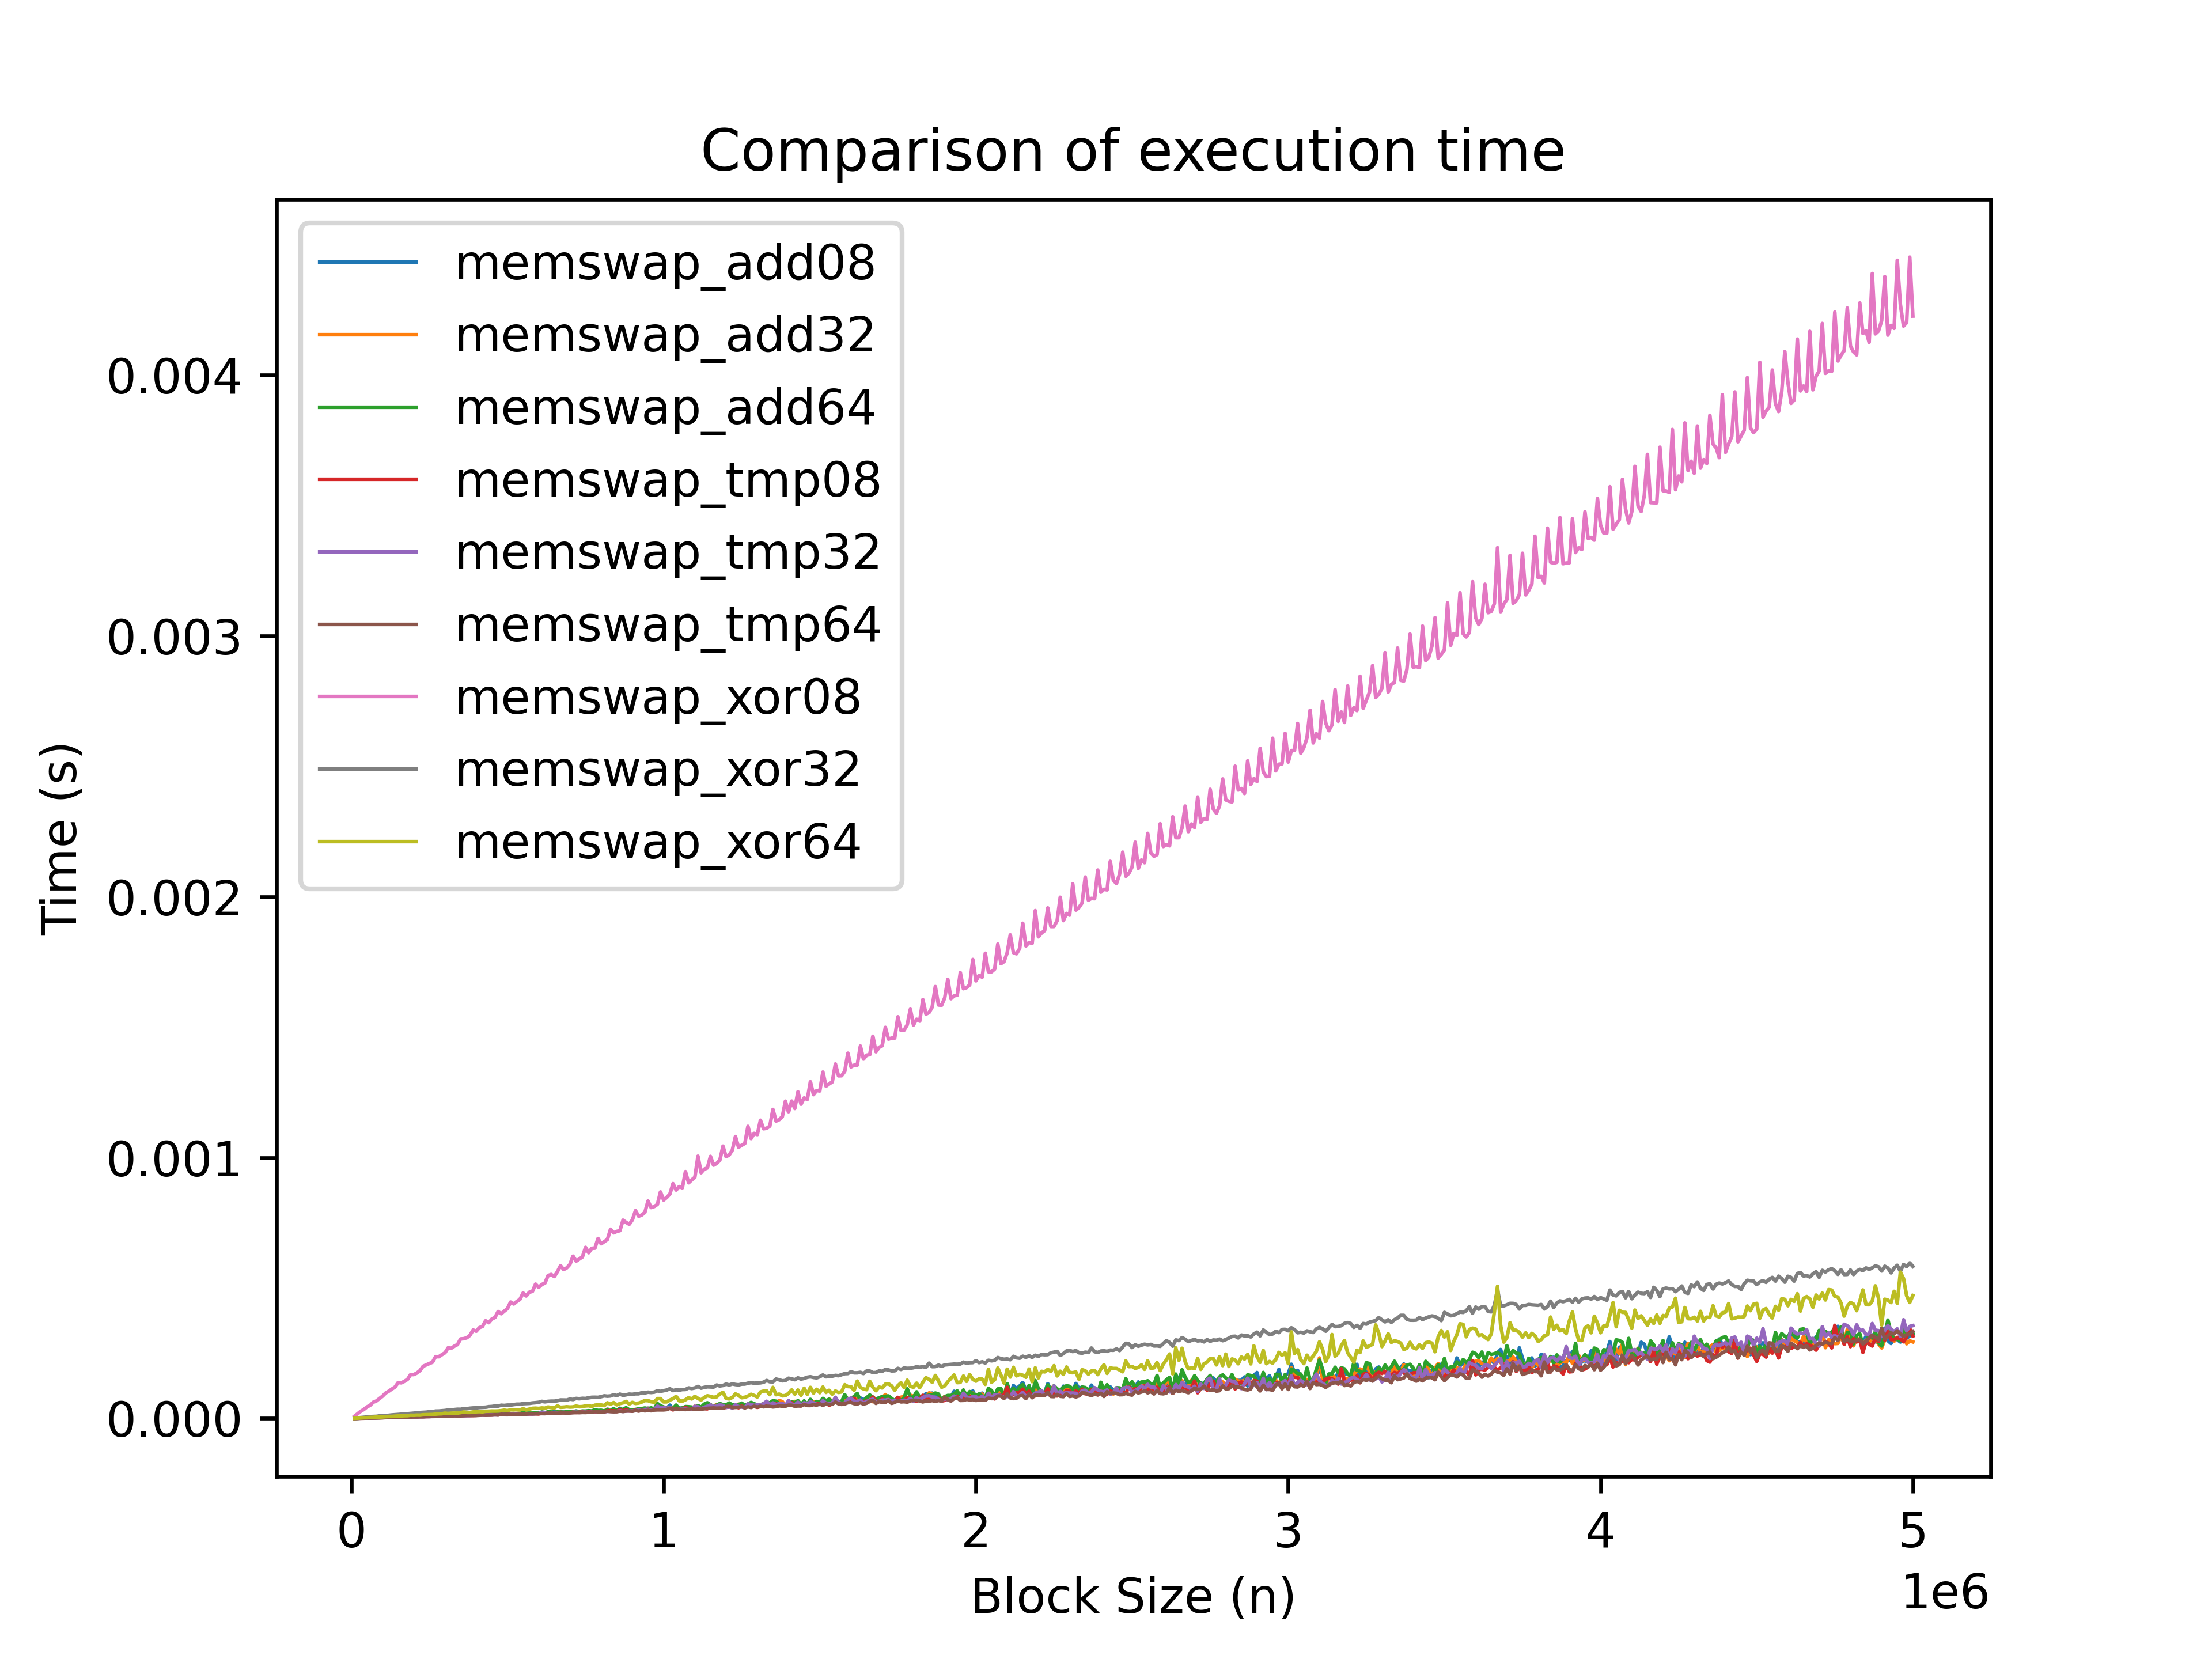 Comparison of execution time
memswap_add08
memswap_add32
memswap_add64
memswap_tmp08
memswap_tmp32
memswap_tmp64
memswap_xor08
memswap_xor32
memswap_xor64
Time (s)
0.004
0.003
0.002
0.001
0.000
0 1 2 3 4 5
1e6
Block Size (n)